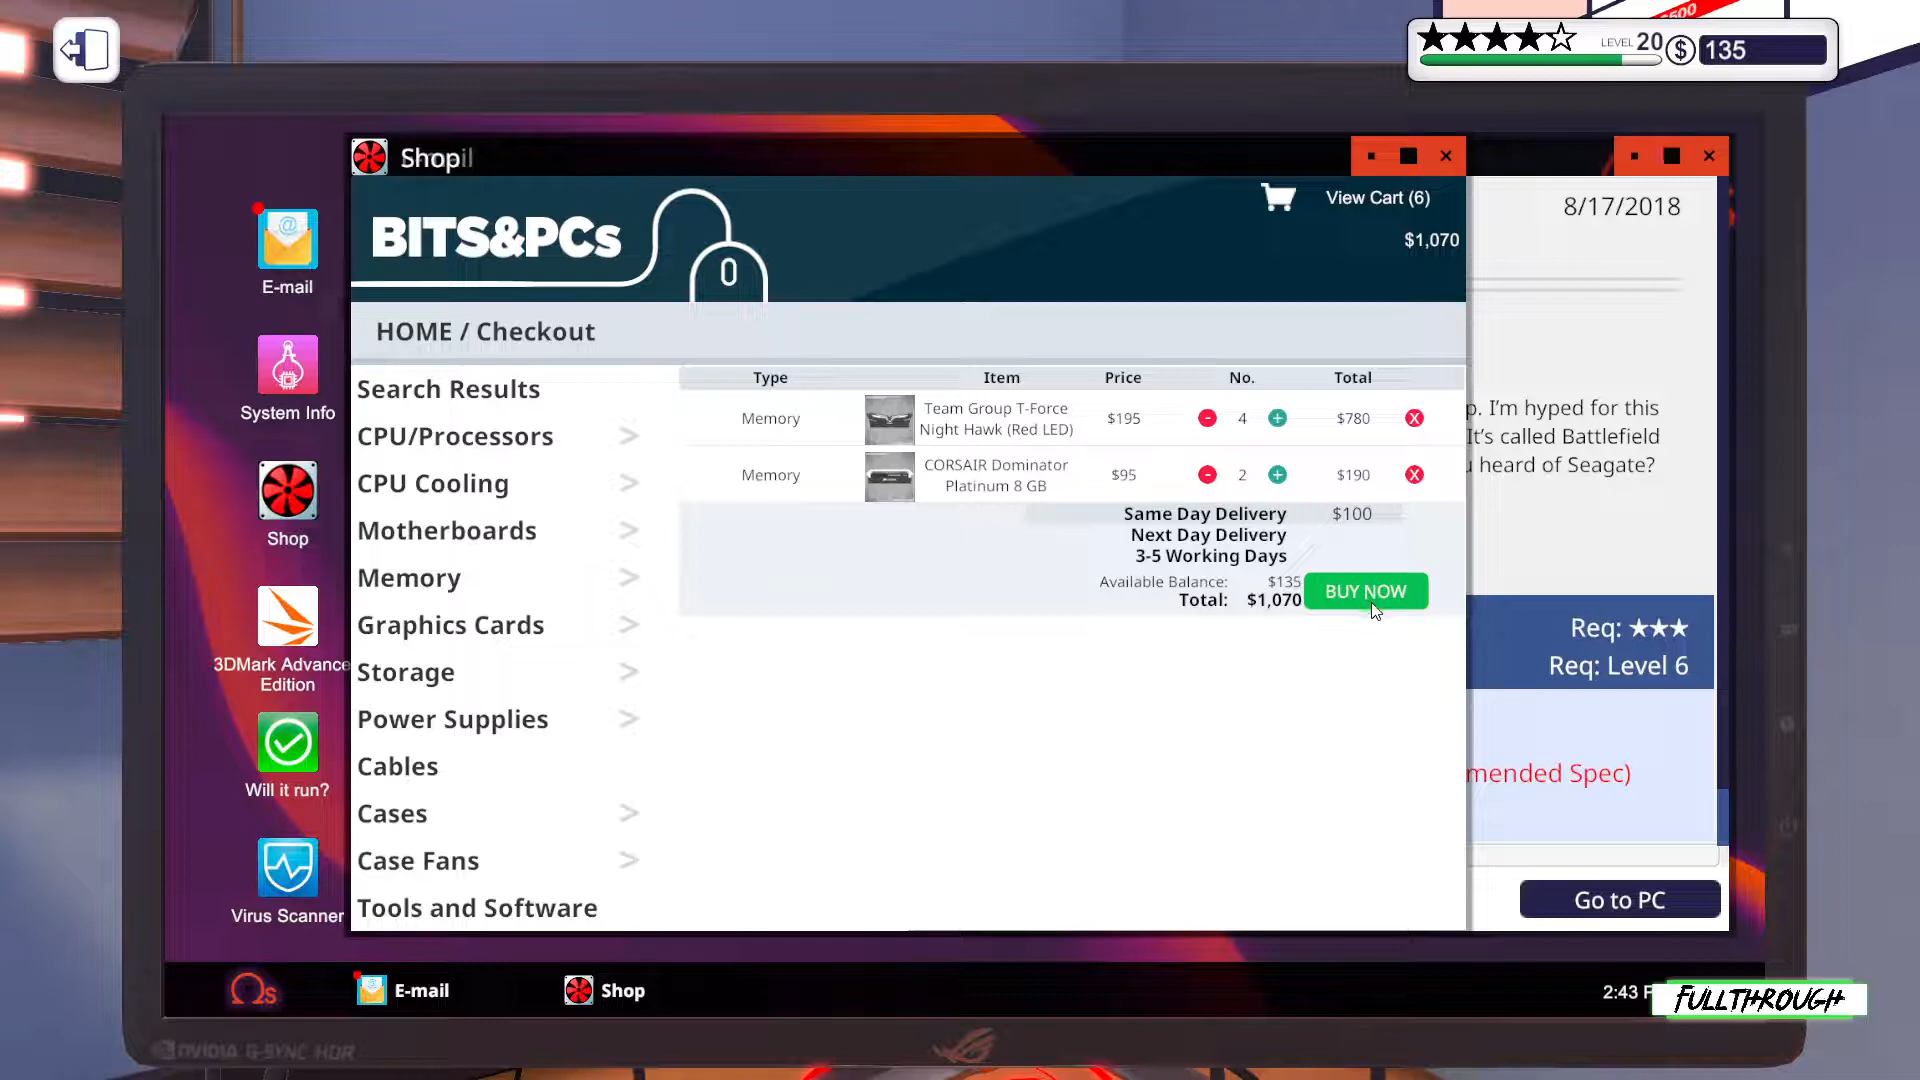 $500
LEVEL 20
$ 135
Shop
View Cart (6)
$1,070
BITS&PCs
8/17/2018
HOME / Checkout
Search Results
CPU/Processors >
CPU Cooling >
Motherboards >
Memory >
Graphics Cards >
Storage >
Power Supplies >
Cables
Cases >
Case Fans >
Tools and Software
Type Item Price No. Total
Memory Team Group T-Force Night Hawk (Red LED) $195 - 4 + $780 X
Memory CORSAIR Dominator Platinum 8 GB $95 - 2 + $190 X
Same Day Delivery $100
Next Day Delivery
3-5 Working Days
Available Balance: $135
Total: $1,070
BUY NOW
p. I'm hyped for this
It's called Battlefield
u heard of Seagate?
Req: ★★★
Req: Level 6
mended Spec)
Go to PC
E-mail
System Info
Shop
3DMark Advance
Edition
Will it run?
Virus Scanner
Ωs
E-mail
Shop
2:43 P
FULLTHROUGH
NVIDIA G-SYNC HDR